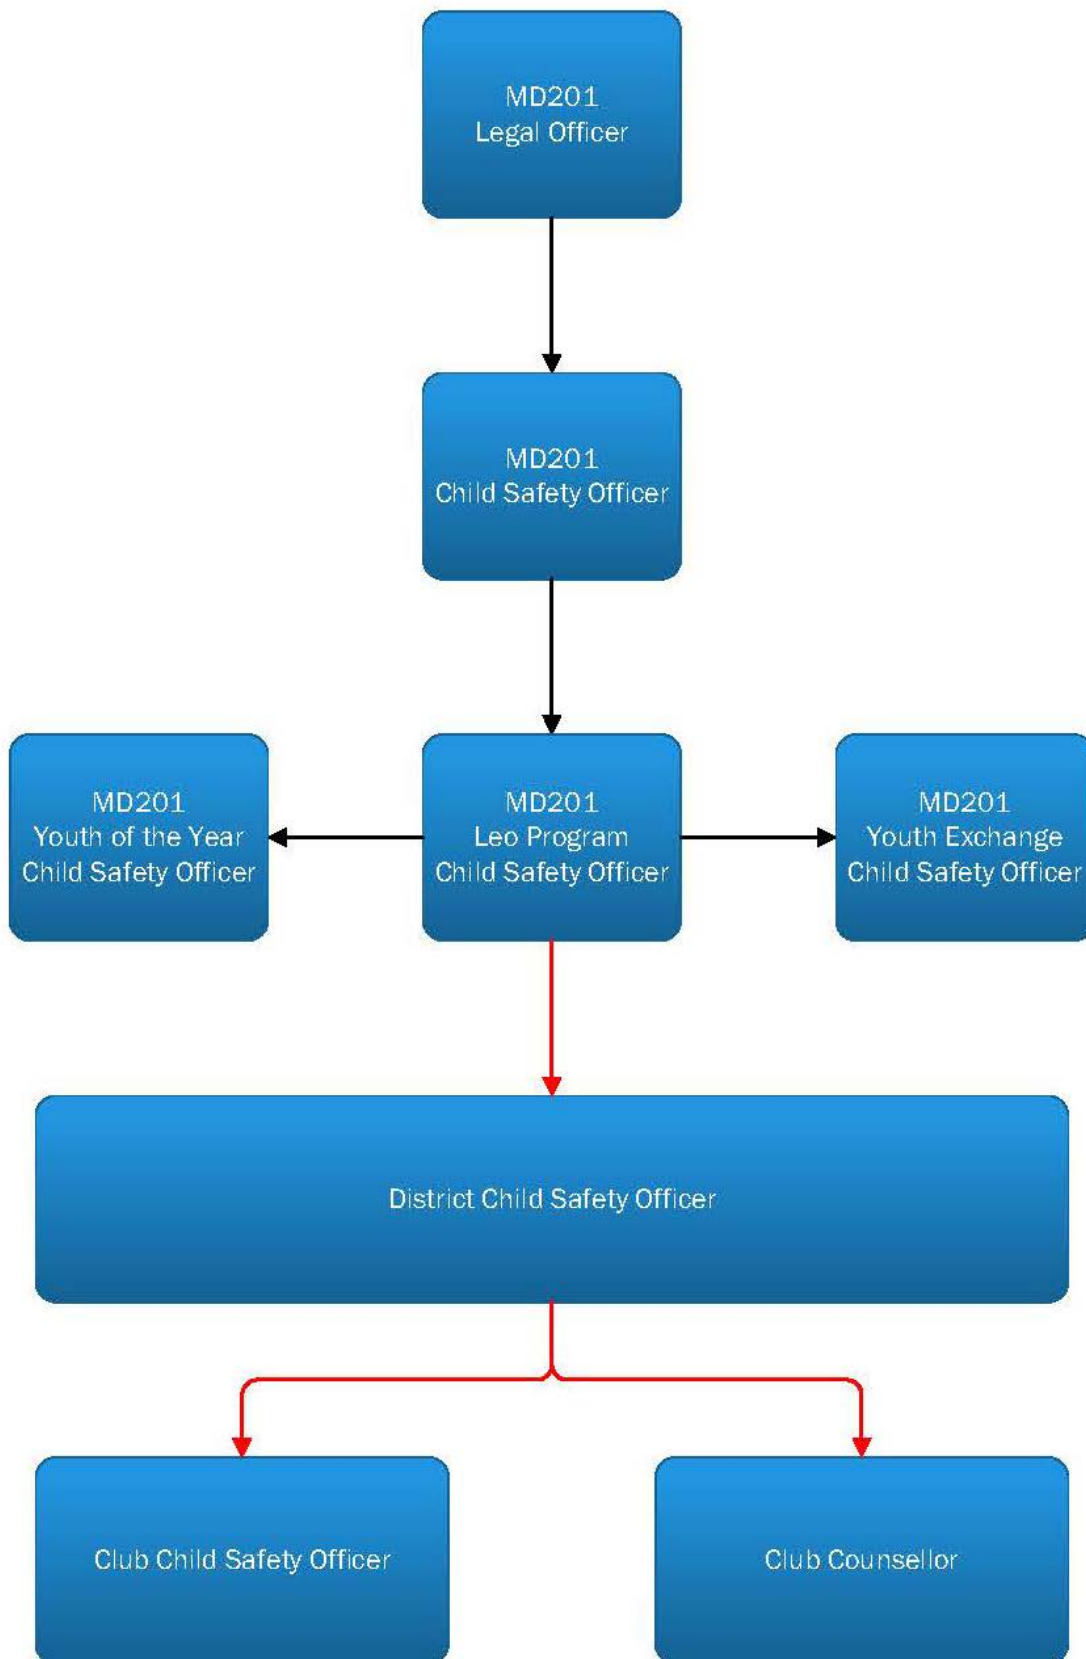 MD201
Legal Officer
MD201
Child Safety Officer
MD201
Youth of the Year
Child Safety Officer
MD201
Leo Program
Child Safety Officer
MD201
Youth Exchange
Child Safety Officer
District Child Safety Officer
Club Child Safety Officer
Club Counsellor